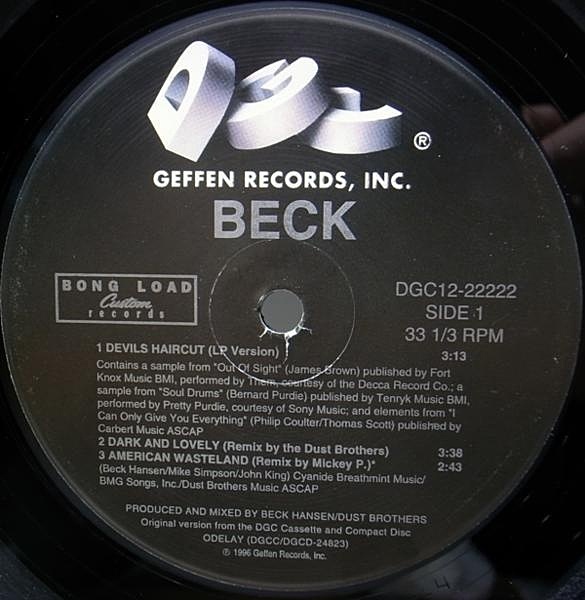 DGC
®
GEFFEN RECORDS, INC.
BECK
BONG LOAD
Custom
records
DGC12-22222
SIDE 1
33 1/3 RPM
1 DEVILS HAIRCUT (LP Version) 3:13
Contains a sample from "Out Of Sight" (James Brown) published by Fort
Knox Music BMI, performed by Them, courtesy of the Decca Record Co.; a
sample from "Soul Drums" (Bernard Purdie) published by Tenryk Music BMI,
performed by Pretty Purdie, courtesy of Sony Music; and elements from "I
Can Only Give You Everything" (Philip Coulter/Thomas Scott) published by
Carbert Music ASCAP
2 DARK AND LOVELY (Remix by the Dust Brothers) 3:38
3 AMERICAN WASTELAND (Remix by Mickey P.)* 2:43
(Beck Hansen/Mike Simpson/John King) Cyanide Breathmint Music/
BMG Songs, Inc./Dust Brothers Music ASCAP
PRODUCED AND MIXED BY BECK HANSEN/DUST BROTHERS
Original version from the DGC Cassette and Compact Disc
ODELAY (DGCC/DGCD-24823)
℗ 1996 Geffen Records, Inc.